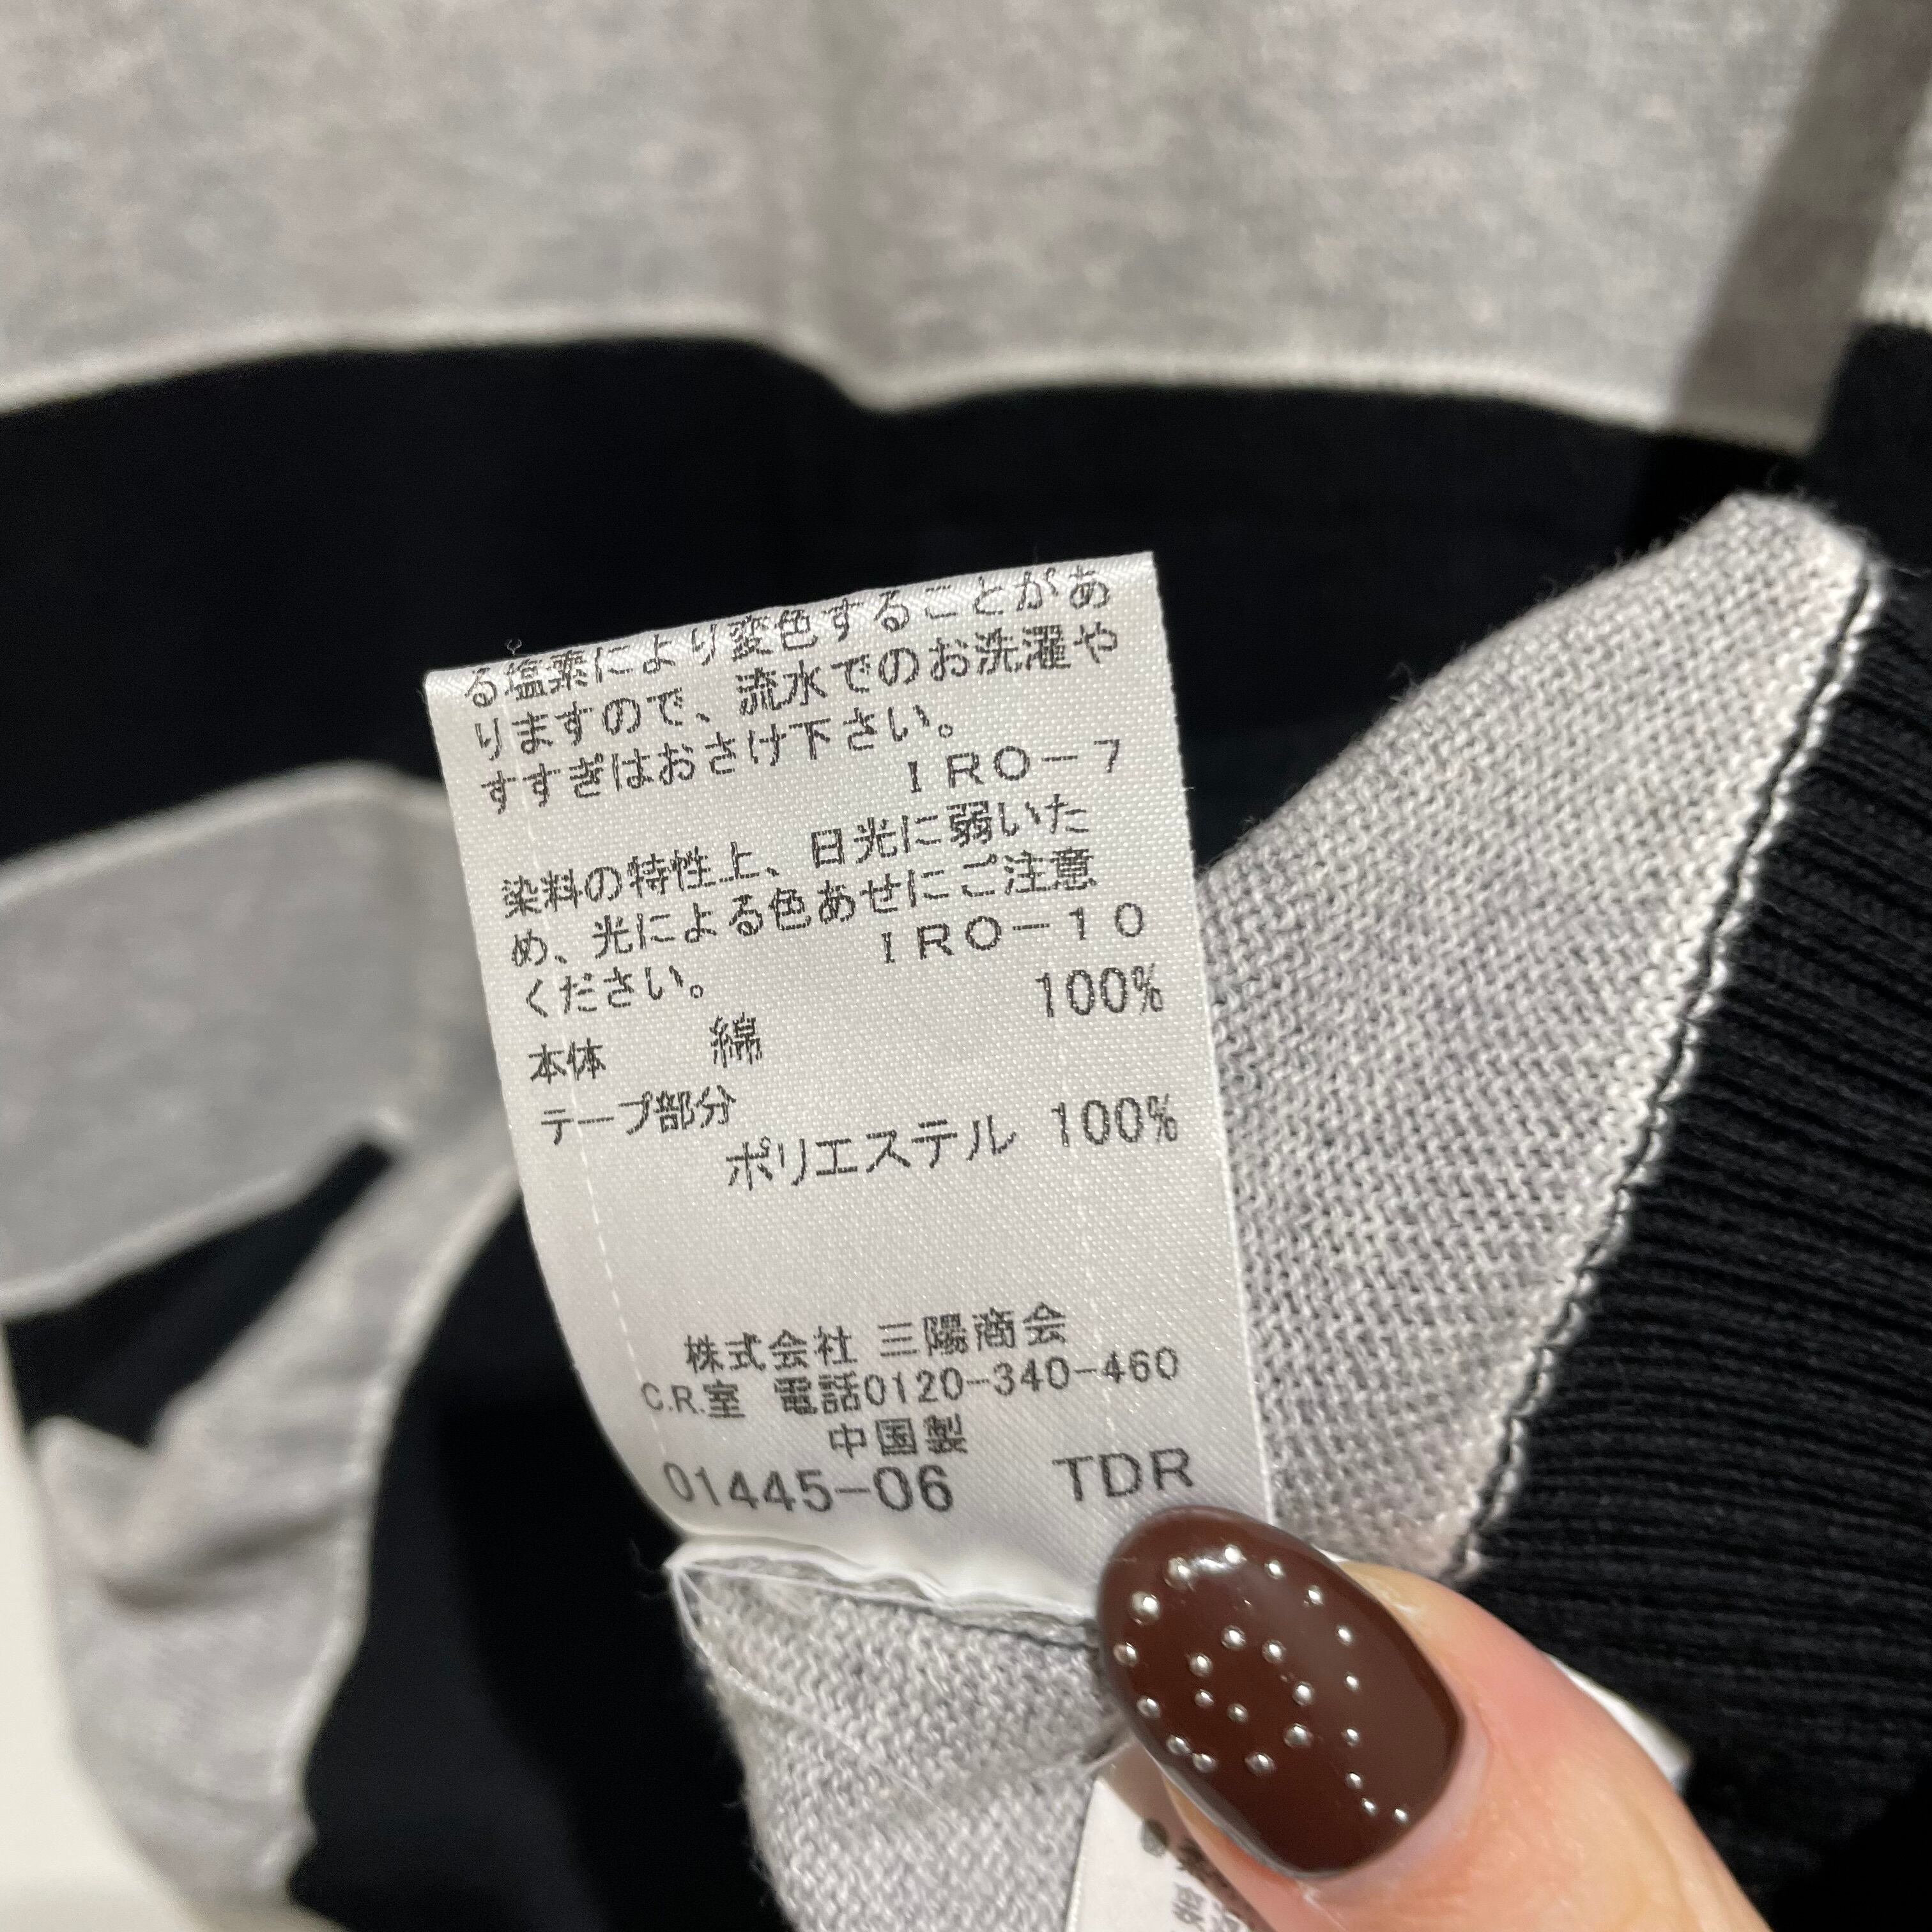 る塩素により変色することがあ
りますので、流水でのお洗濯や
すすぎはおさけ下さい。
IRO-7
染料の特性上、日光に弱いた
め、光による色あせにご注意
ください。
IRO-10
本体 綿 100%
テープ部分
ポリエステル 100%
株式会社 三陽商会
C.R.室 電話0120-340-460
中国製
01445-06 TDR